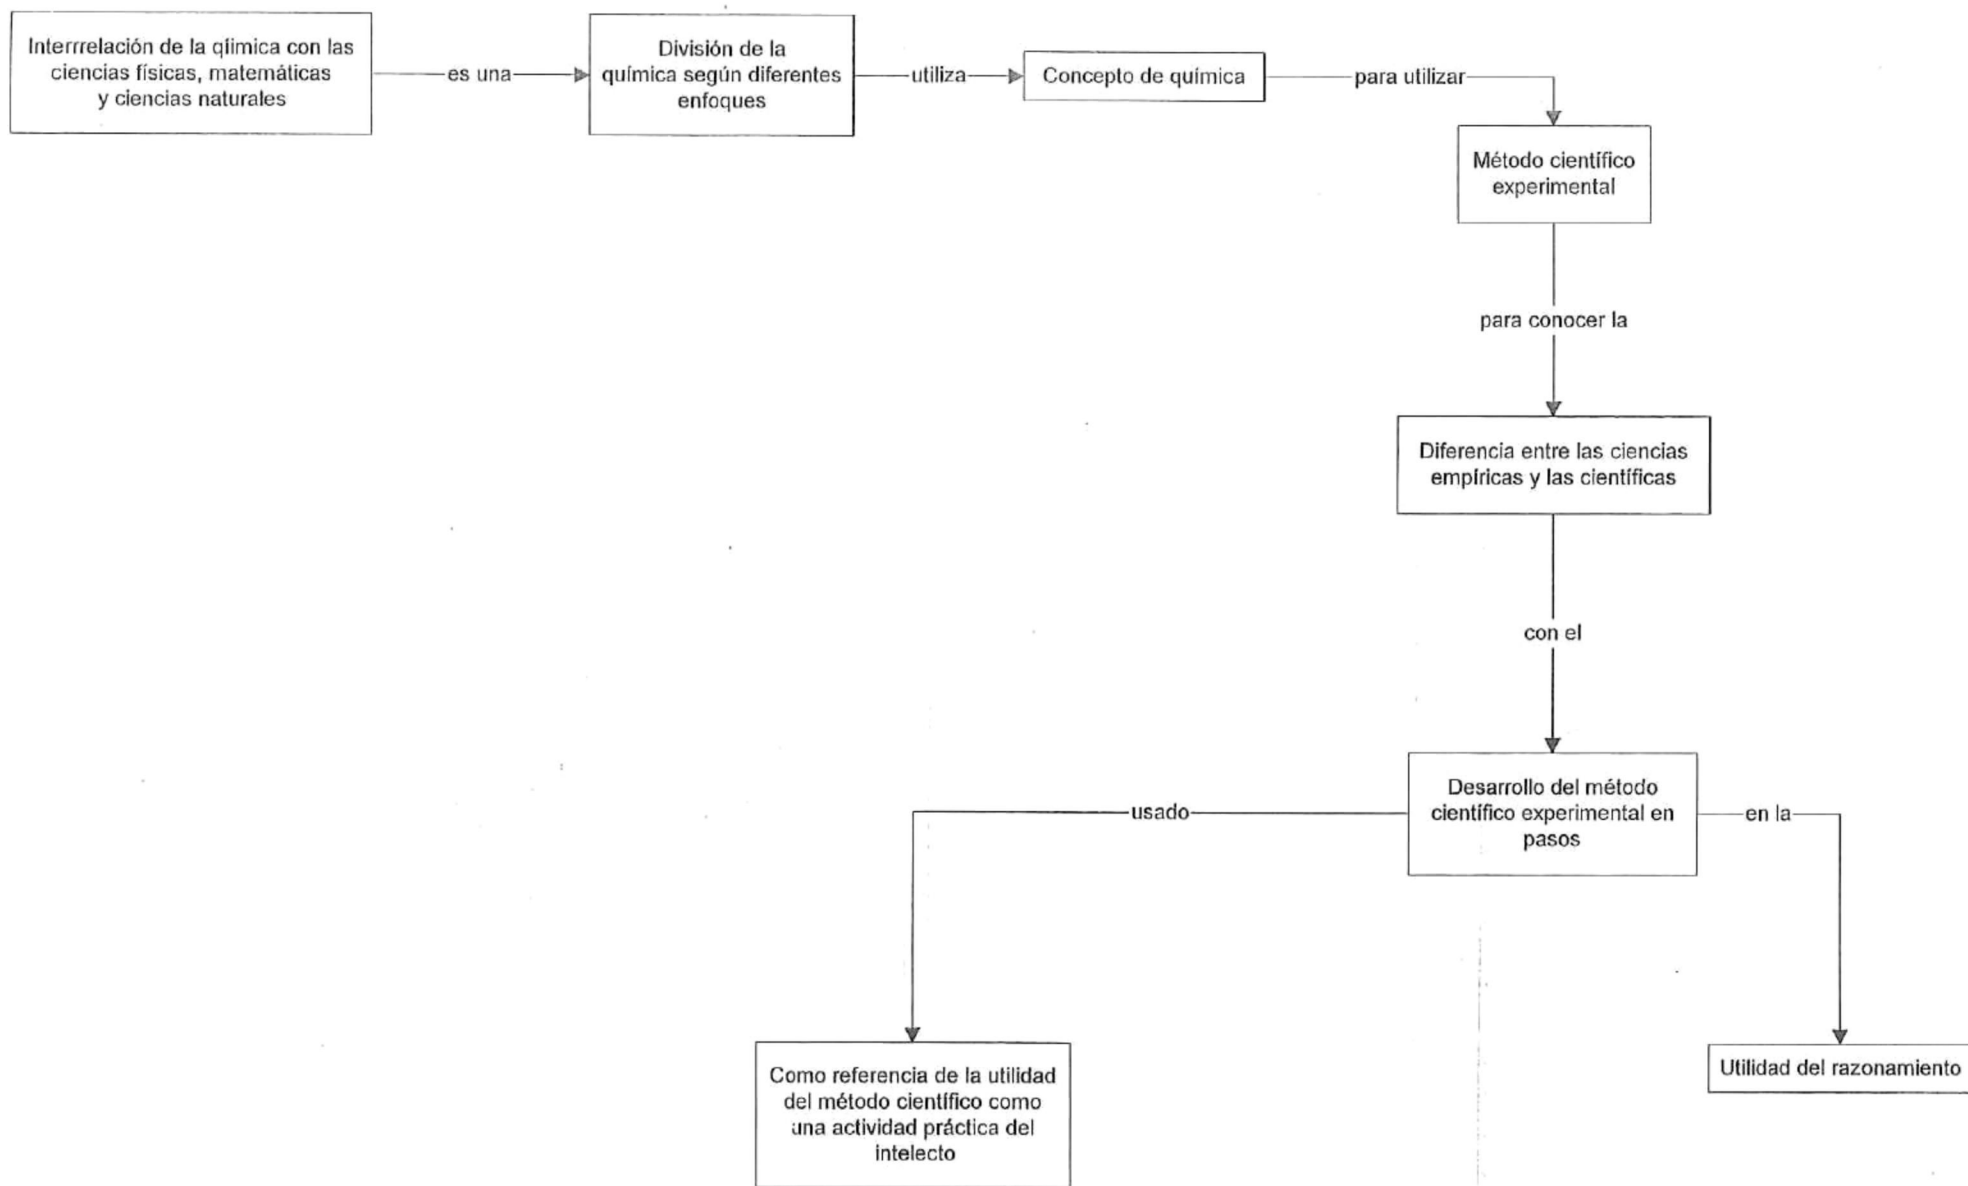 Interrrelación de la qlimica con las
ciencias físicas, matemáticas
y ciencias naturales
es una
División de la
química según diferentes
enfoques
utiliza
Concepto de química
para utilizar
Método científico
experimental
para conocer la
Diferencia entre las ciencias
empíricas y las científicas
con el
Desarrollo del método
científico experimental en
pasos
usado
en la
Como referencia de la utilidad
del método científico como
una actividad práctica del
intelecto
Utilidad del razonamiento